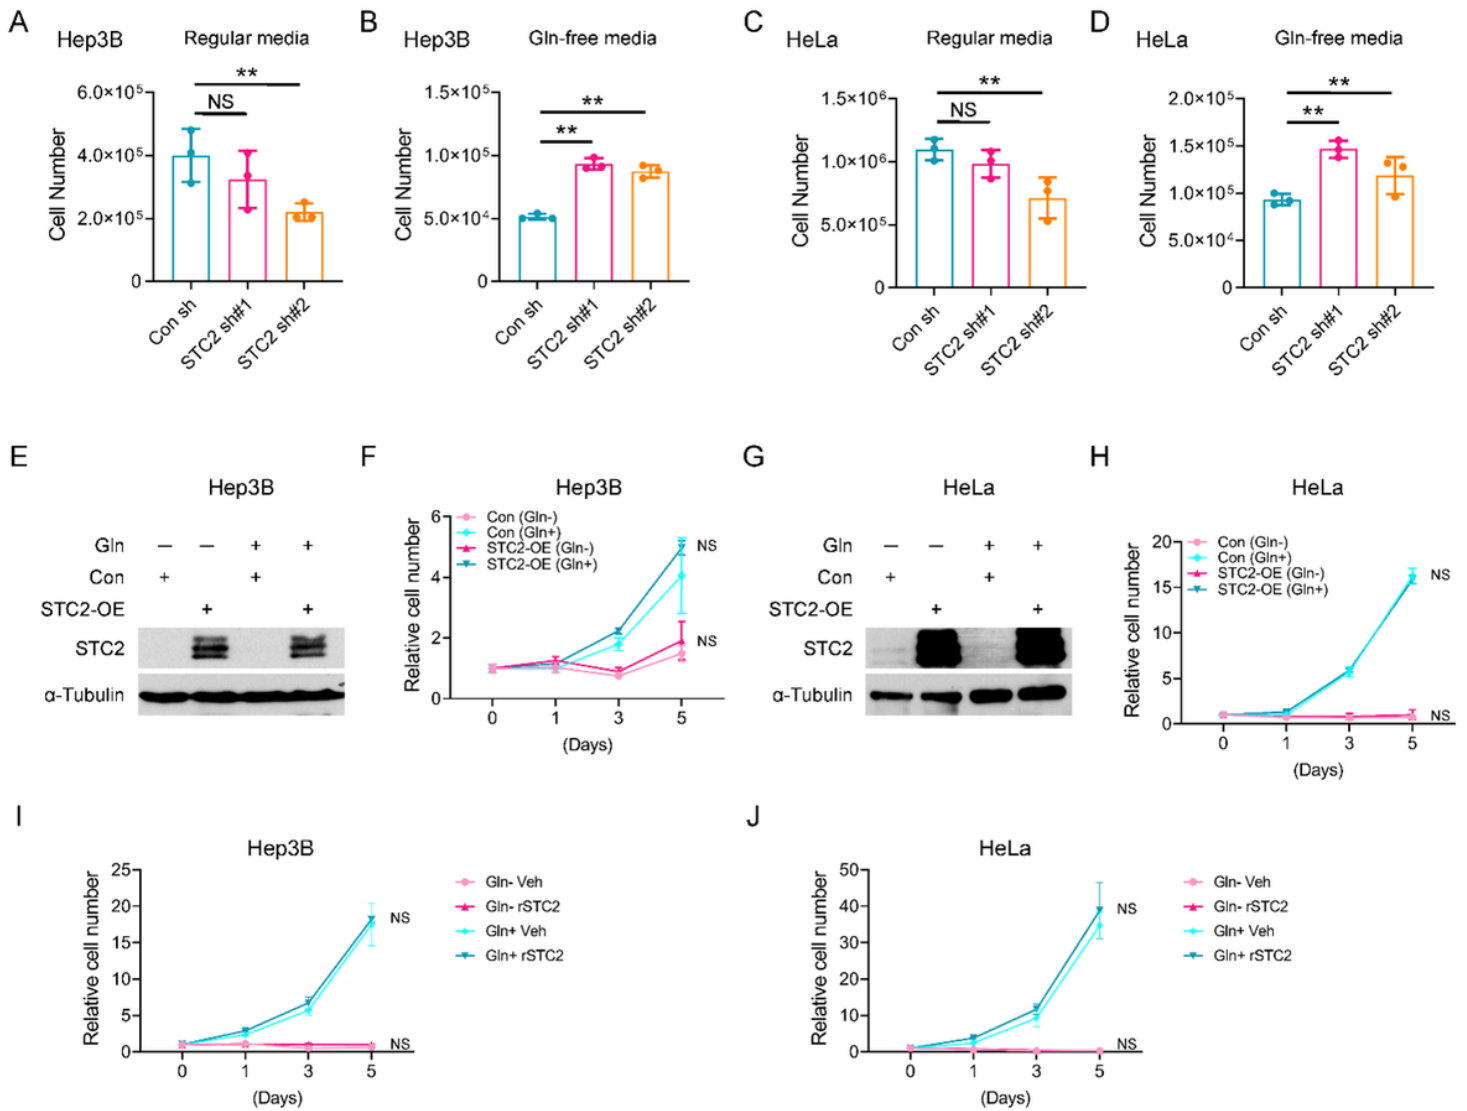 A
Hep3B
Regular media
**
NS
6.0×10⁵
4.0×10⁵
2.0×10⁵
0
Cell Number
Con sh
STC2 sh#1
STC2 sh#2
B
Hep3B
Gln-free media
**
**
1.5×10⁵
1.0×10⁵
5.0×10⁴
0
Cell Number
Con sh
STC2 sh#1
STC2 sh#2
C
HeLa
Regular media
**
NS
1.5×10⁶
1.0×10⁶
5.0×10⁵
0
Cell Number
Con sh
STC2 sh#1
STC2 sh#2
D
HeLa
Gln-free media
**
**
2.0×10⁵
1.5×10⁵
1.0×10⁵
5.0×10⁴
0
Cell Number
Con sh
STC2 sh#1
STC2 sh#2
E
Hep3B
Gln — — + +
Con + +
STC2-OE + +
STC2
α-Tubulin
F
Hep3B
Con (Gln-)
Con (Gln+)
STC2-OE (Gln-)
STC2-OE (Gln+)
NS
NS
6
4
2
0
Relative cell number
0 1 3 5
(Days)
G
HeLa
Gln — — + +
Con + +
STC2-OE + +
STC2
α-Tubulin
H
HeLa
Con (Gln-)
Con (Gln+)
STC2-OE (Gln-)
STC2-OE (Gln+)
NS
NS
20
15
10
5
0
Relative cell number
0 1 3 5
(Days)
I
Hep3B
25
20
15
10
5
0
Relative cell number
NS
NS
0 1 3 5
(Days)
Gln- Veh
Gln- rSTC2
Gln+ Veh
Gln+ rSTC2
J
HeLa
50
40
30
20
10
0
Relative cell number
NS
NS
0 1 3 5
(Days)
Gln- Veh
Gln- rSTC2
Gln+ Veh
Gln+ rSTC2